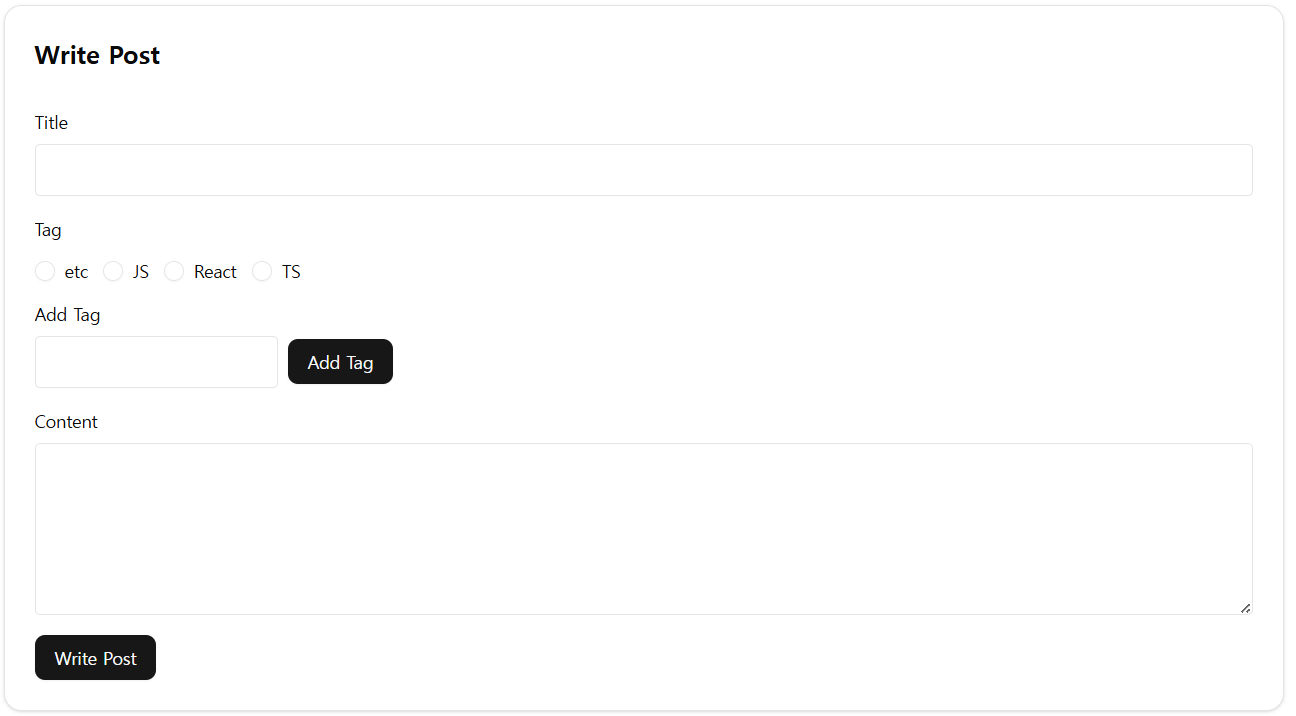 Write Post
Title
Tag
etc JS React TS
Add Tag
Add Tag
Content
Write Post